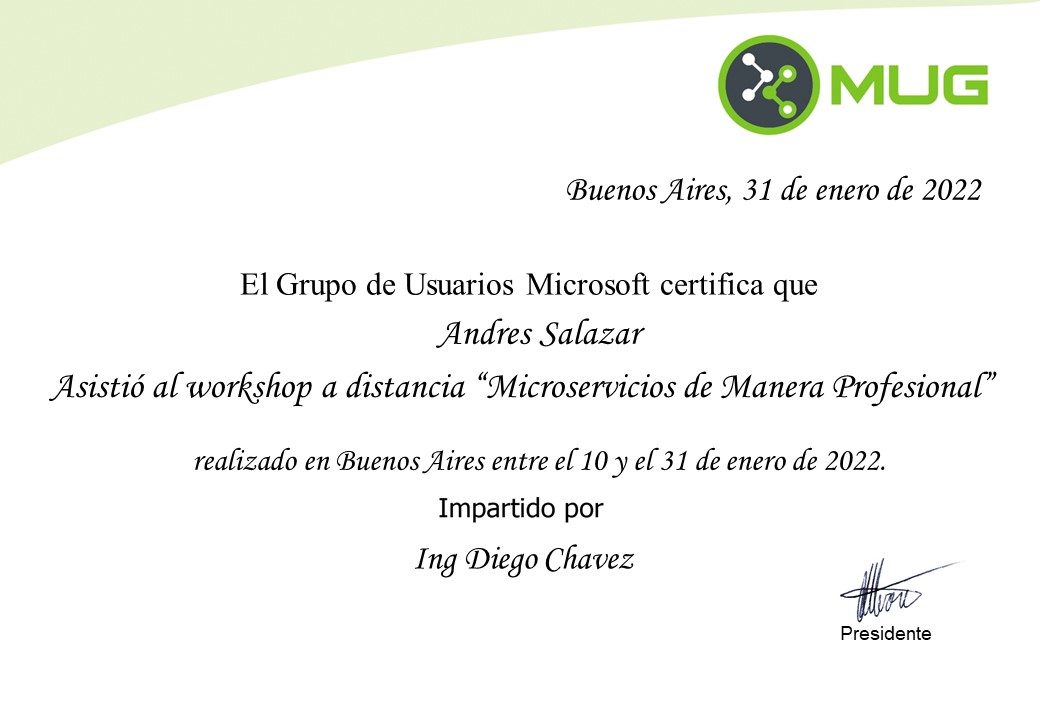 MUG
Buenos Aires, 31 de enero de 2022
El Grupo de Usuarios Microsoft certifica que
Andres Salazar
Asistió al workshop a distancia “Microservicios de Manera Profesional”
realizado en Buenos Aires entre el 10 y el 31 de enero de 2022.
Impartido por
Ing Diego Chavez
Presidente